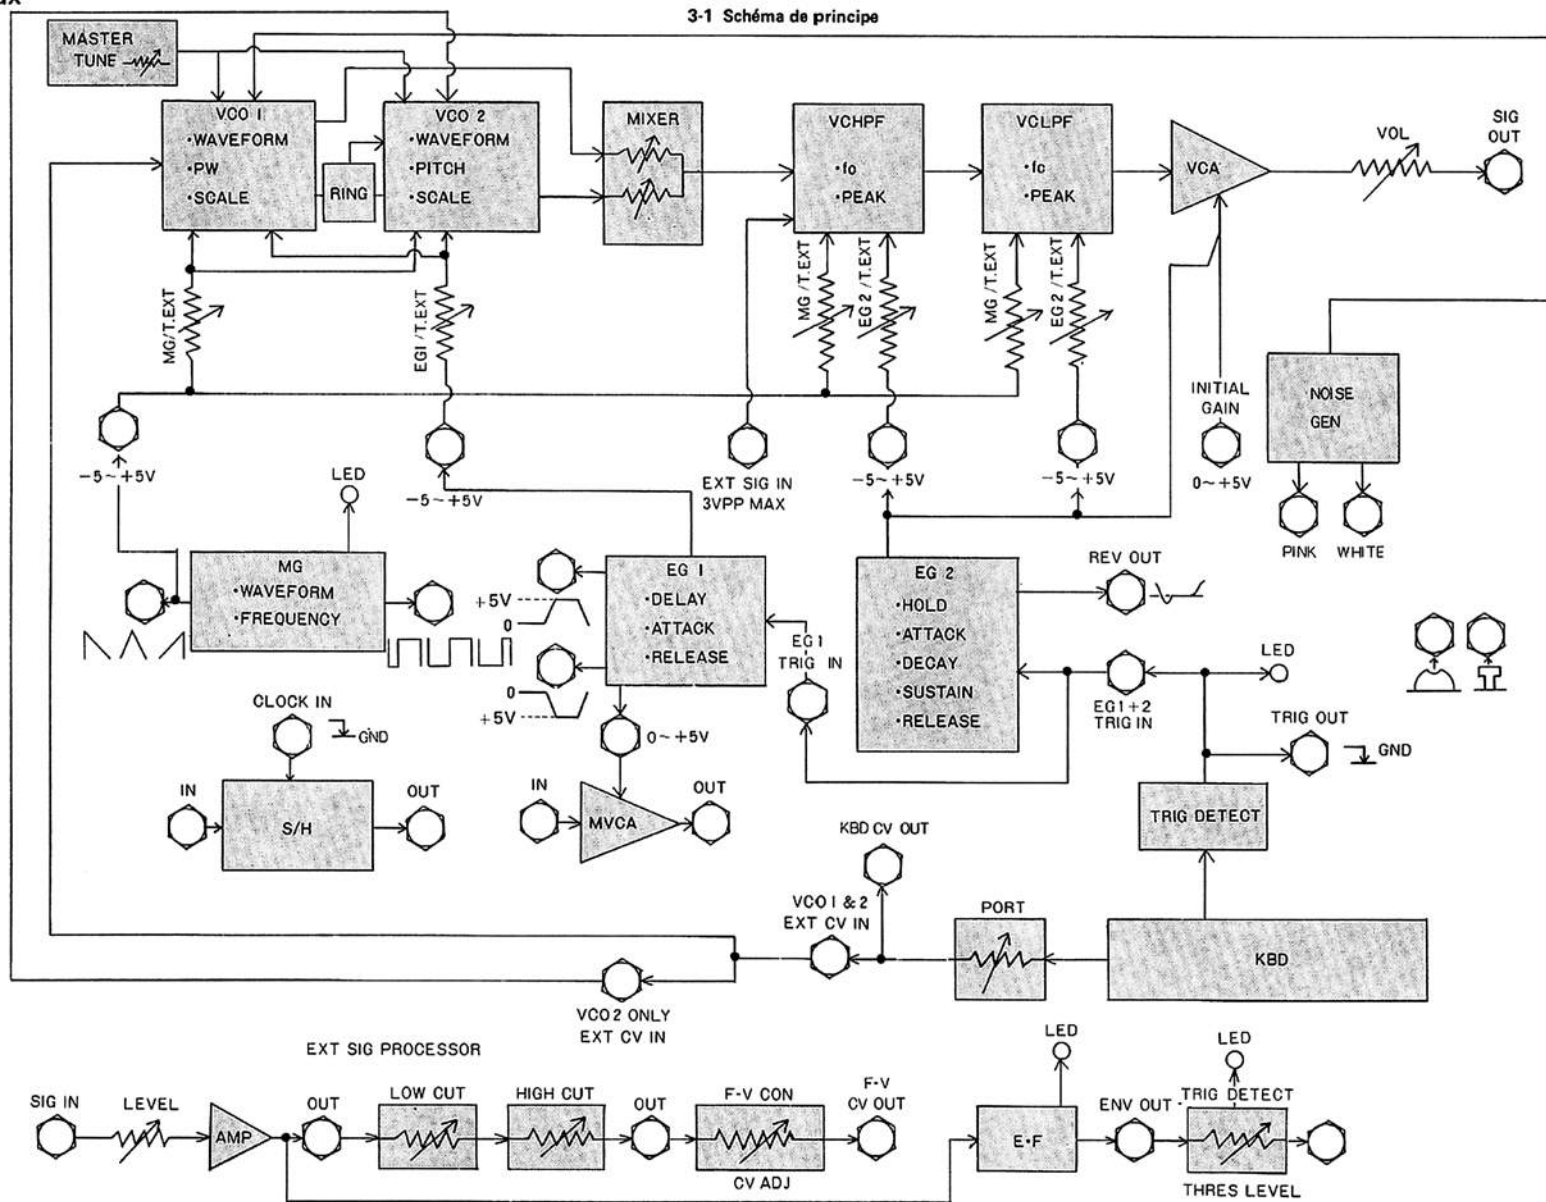 3-1 Schéma de principe
MASTER
TUNE
VCO 1
•WAVEFORM
•PW
•SCALE
RING
VCO 2
•WAVEFORM
•PITCH
•SCALE
MIXER
VCHPF
•fc
•PEAK
VCLPF
•fc
•PEAK
VCA
VOL
SIG
OUT
MG/T.EXT
EG1/T.EXT
MG/T.EXT
EG2/T.EXT
MG/T.EXT
EG2/T.EXT
-5~+5V
LED
-5~+5V
EXT SIG IN
3VPP MAX
-5~+5V
-5~+5V
INITIAL
GAIN
0~+5V
NOISE
GEN
PINK
WHITE
MG
•WAVEFORM
•FREQUENCY
+5V
0
0
+5V
EG 1
•DELAY
•ATTACK
•RELEASE
EG1
TRIG IN
EG 2
•HOLD
•ATTACK
•DECAY
•SUSTAIN
•RELEASE
REV OUT
EG1+2
TRIG IN
LED
TRIG OUT
GND
CLOCK IN
GND
IN
S/H
OUT
0~+5V
IN
MVCA
OUT
TRIG DETECT
KBD CV OUT
VCO1&2
EXT CV IN
PORT
KBD
VCO2 ONLY
EXT CV IN
EXT SIG PROCESSOR
SIG IN
LEVEL
AMP
OUT
LOW CUT
HIGH CUT
OUT
F-V CON
CV ADJ
F-V
CV OUT
LED
E•F
ENV OUT
LED
TRIG DETECT
THRES LEVEL